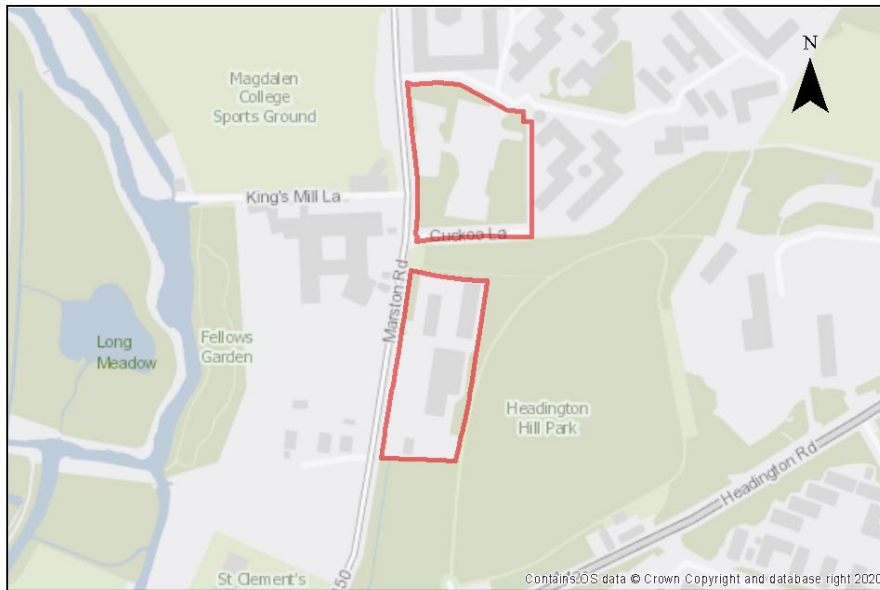 N
Magdalen
College
Sports Ground
King's Mill La
Cuckoo La
Marston Rd
Long
Meadow
Fellows
Garden
Headington
Hill Park
Headington Rd
St Clement's
Contains OS data © Crown Copyright and database right 2020